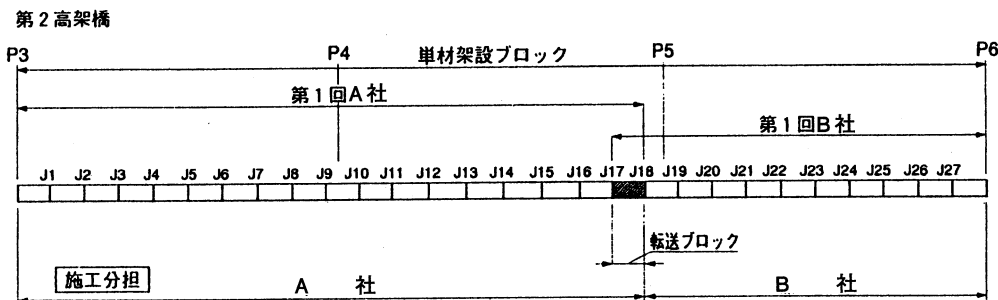 第2高架橋
P3 P4 単材架設ブロック P5 P6
第1回A社
第1回B社
J1 J2 J3 J4 J5 J6 J7 J8 J9 J10 J11 J12 J13 J14 J15 J16 J17 J18 J19 J20 J21 J22 J23 J24 J25 J26 J27
転送ブロック
施工分担 A 社 B 社